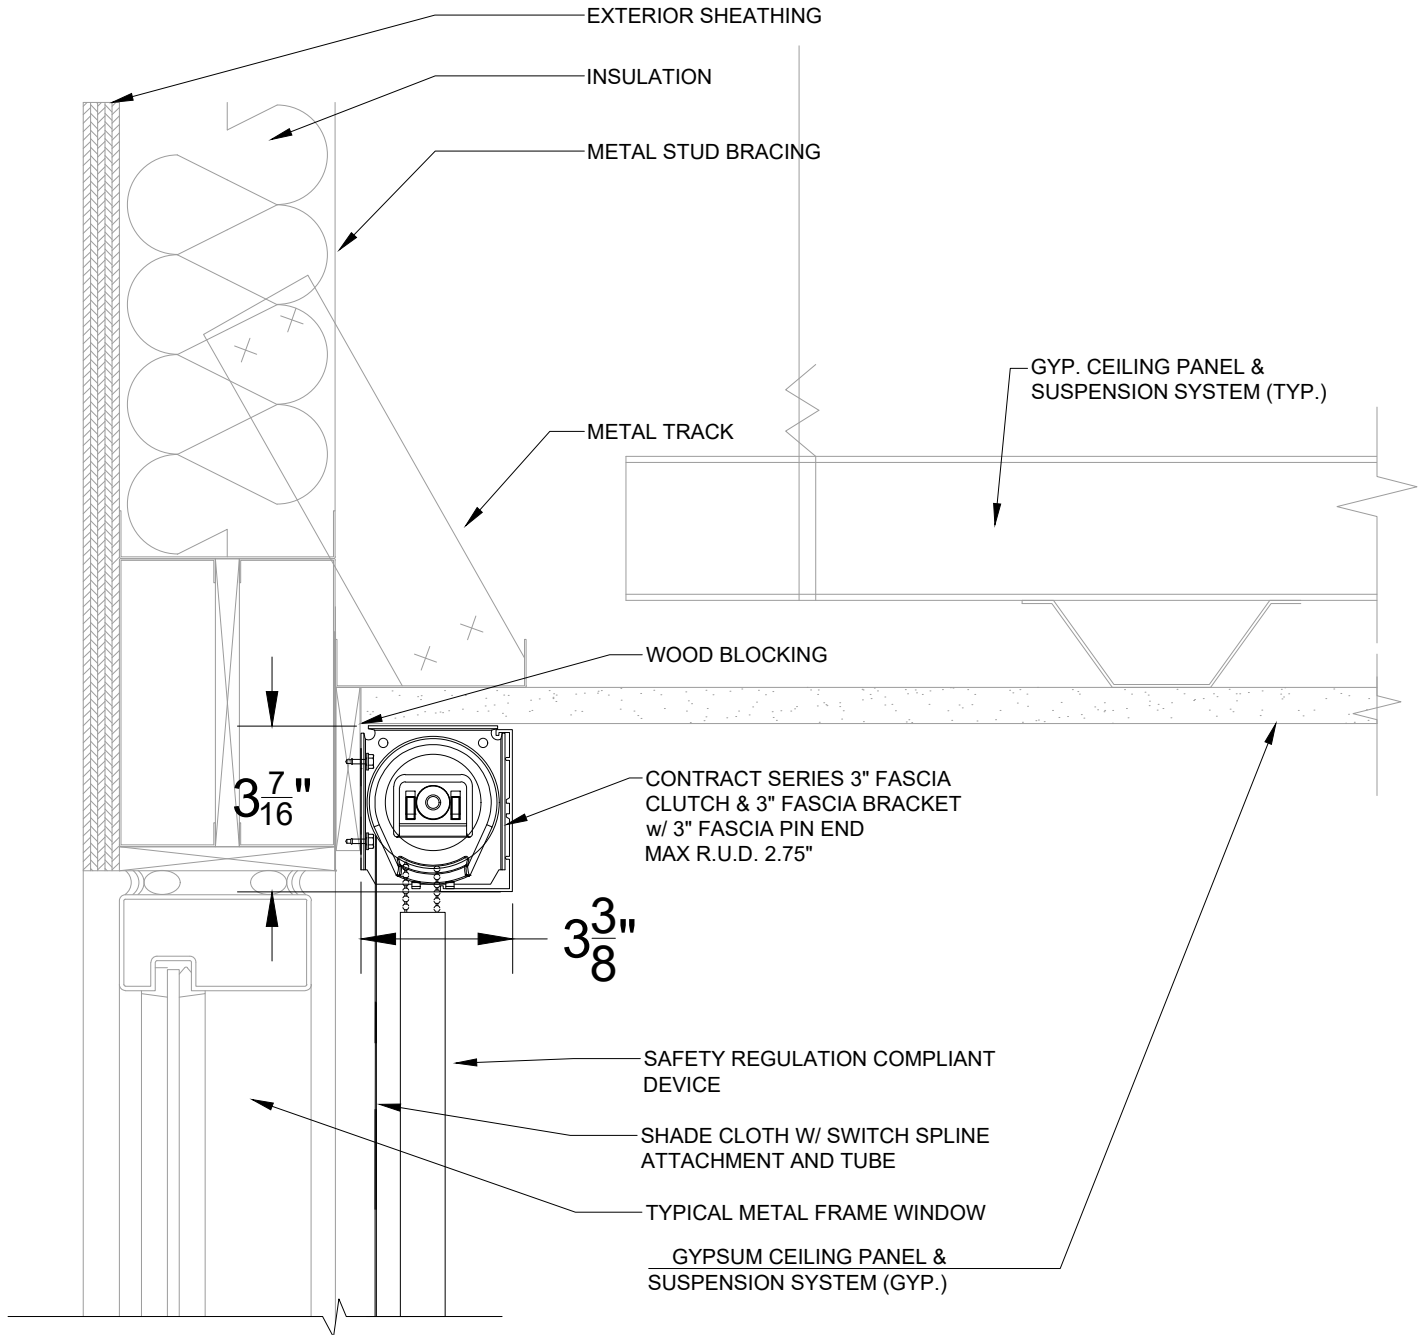 EXTERIOR SHEATHING
INSULATION
METAL STUD BRACING
GYP. CEILING PANEL &
SUSPENSION SYSTEM (TYP.)
METAL TRACK
WOOD BLOCKING
3 7/16"
CONTRACT SERIES 3" FASCIA
CLUTCH & 3" FASCIA BRACKET
w/ 3" FASCIA PIN END
MAX R.U.D. 2.75"
3 3/8"
SAFETY REGULATION COMPLIANT
DEVICE
SHADE CLOTH W/ SWITCH SPLINE
ATTACHMENT AND TUBE
TYPICAL METAL FRAME WINDOW
GYPSUM CEILING PANEL &
SUSPENSION SYSTEM (GYP.)